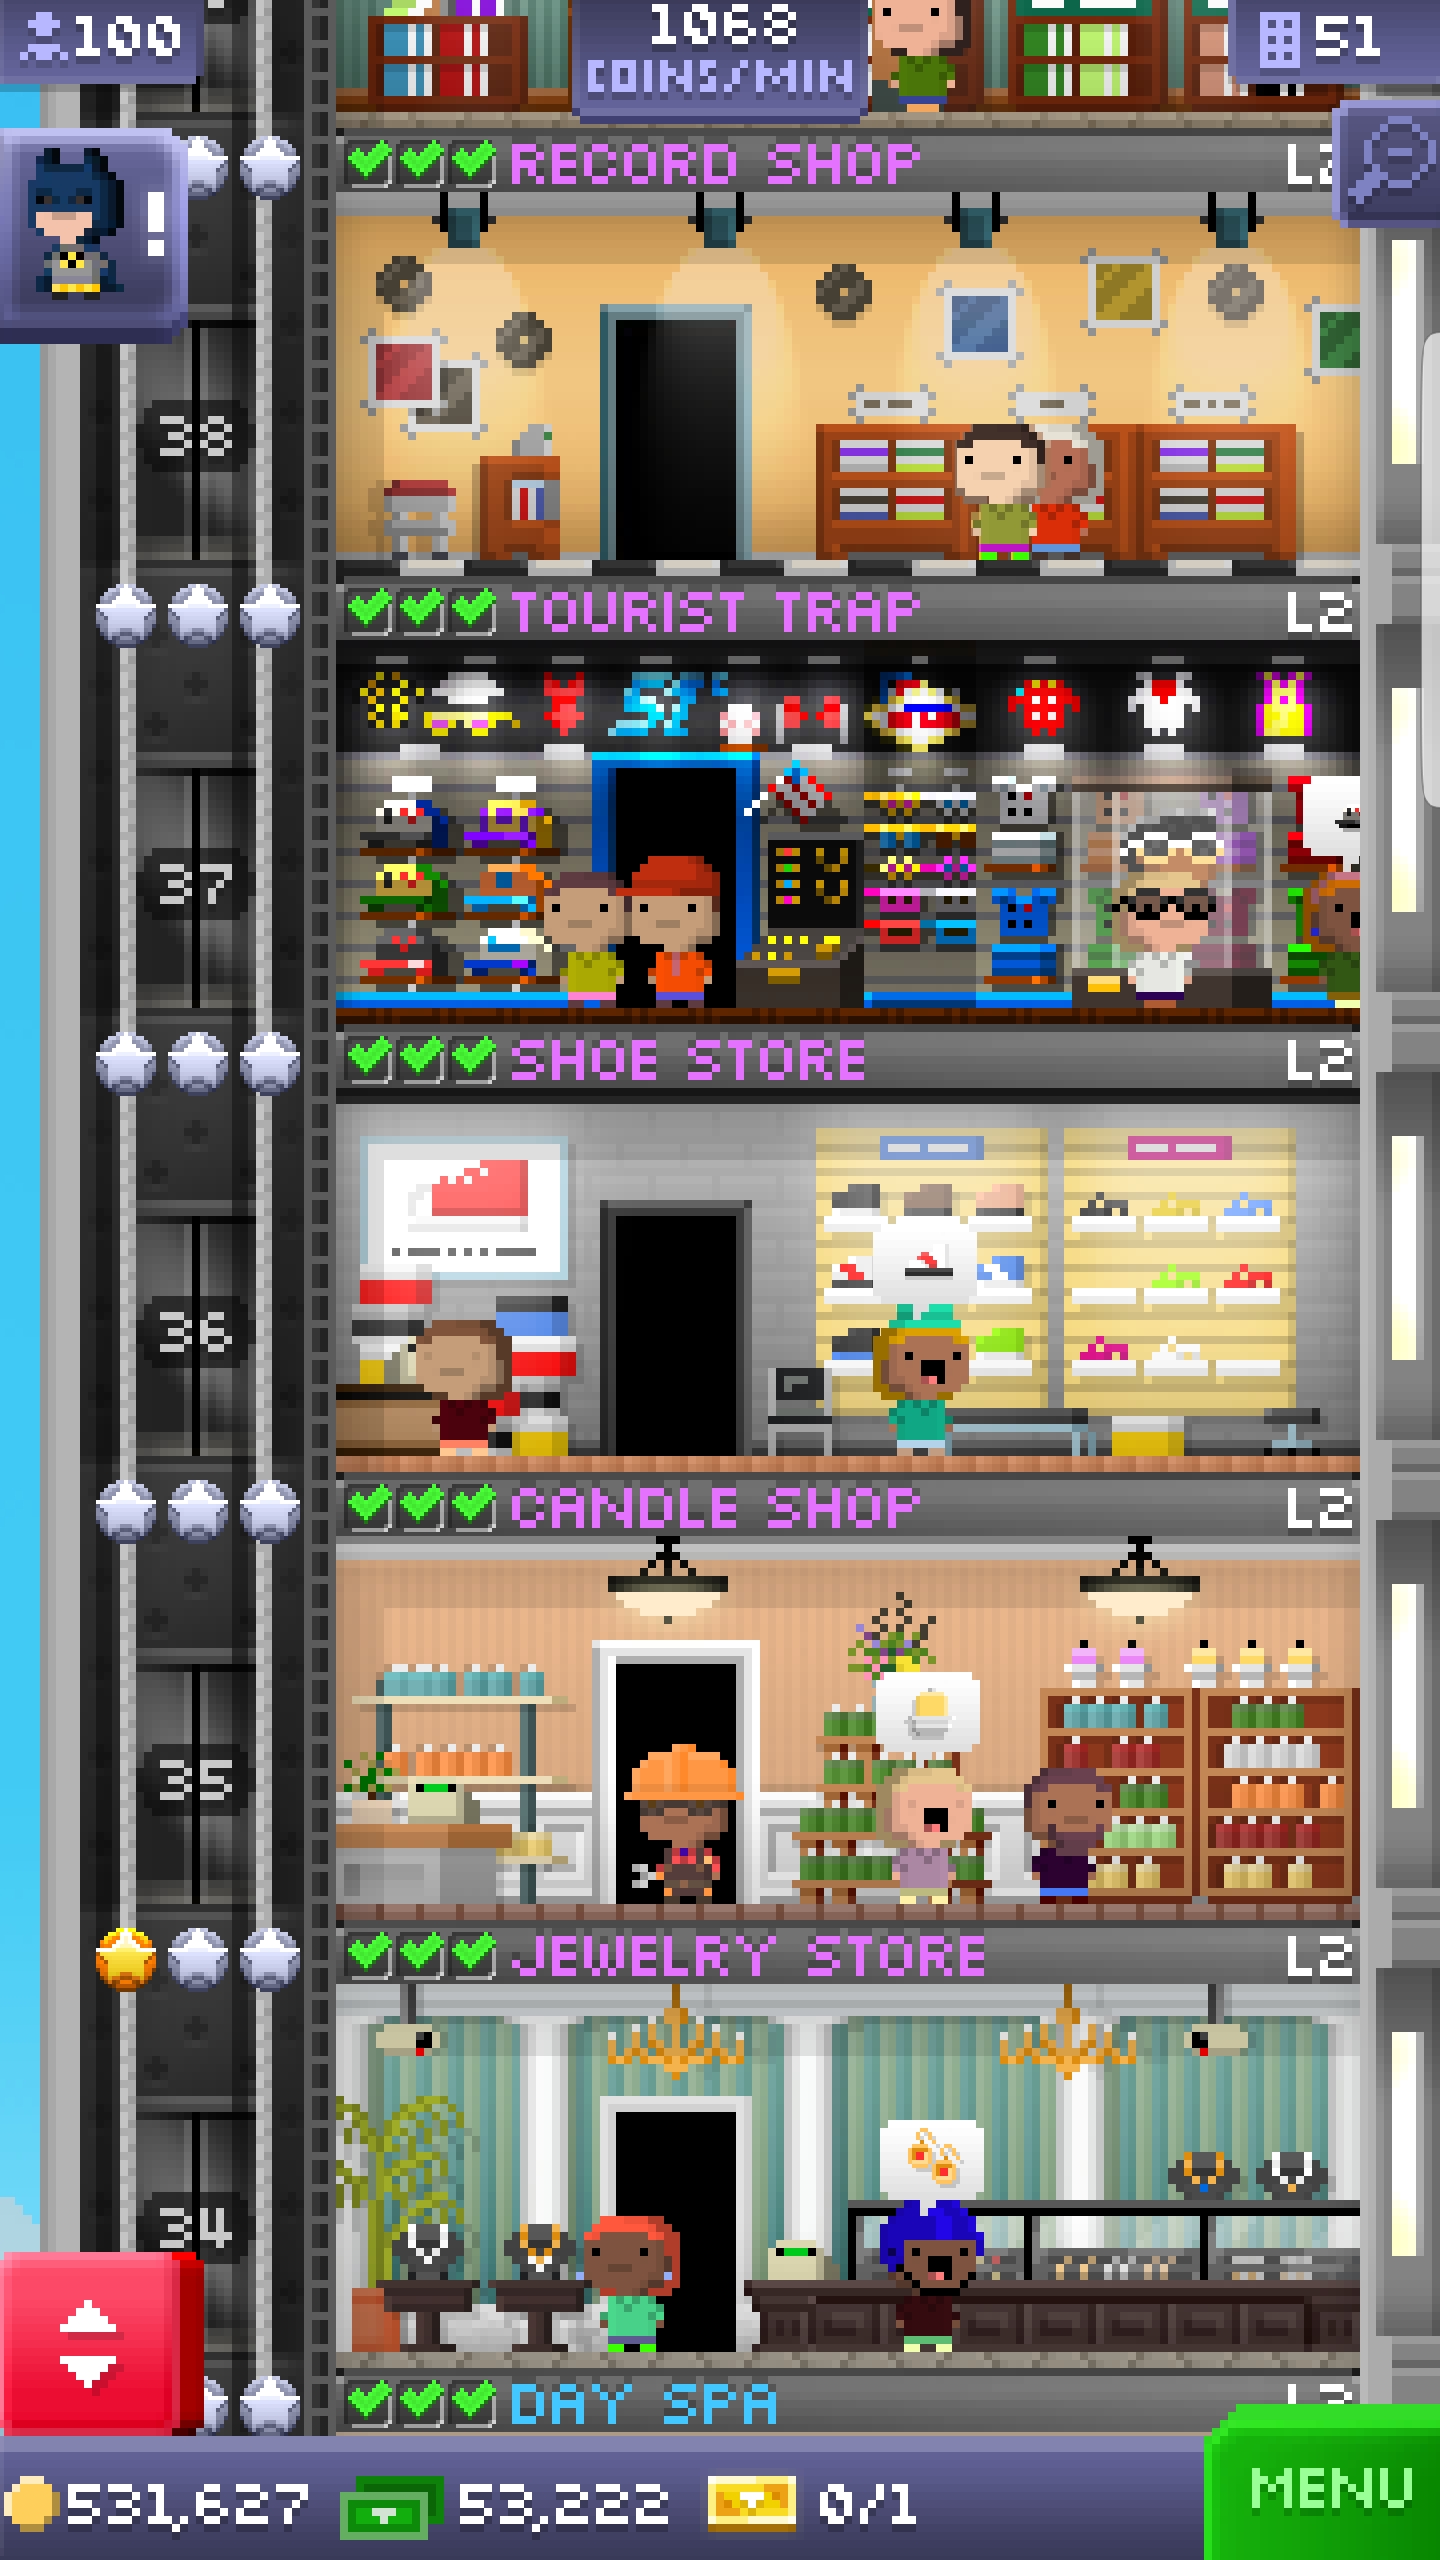 100
1068
COINS/MIN
51
RECORD SHOP
38
TOURIST TRAP L2
37
SHOE STORE L2
36
CANDLE SHOP L2
35
JEWELRY STORE L2
34
DAY SPA
531,627 53,222 0/1
MENU